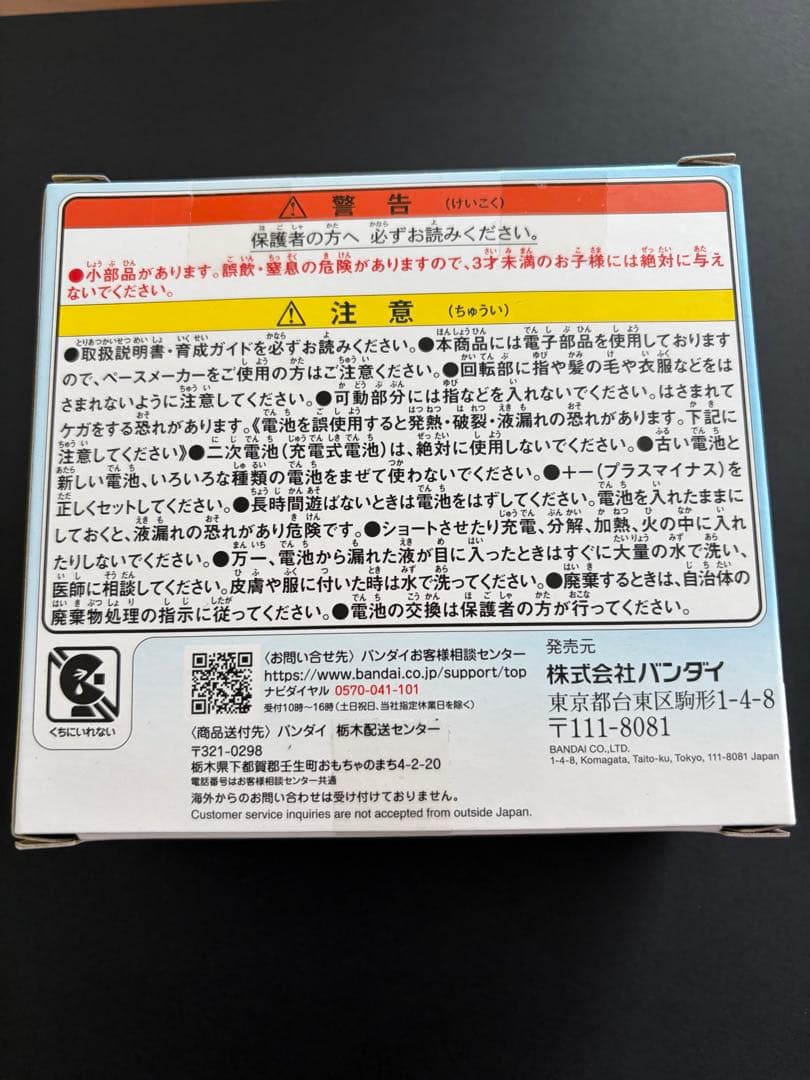 警告 (けいこく)
保護者の方へ 必ずお読みください。
●小部品があります。誤飲・窒息の危険がありますので、3才未満のお子様には絶対に与え
ないでください。
注意 (ちゅうい)
●取扱説明書・育成ガイドを必ずお読みください。●本商品には電子部品を使用しております
ので、ペースメーカーをご使用の方はご注意ください。●回転部に指や髪の毛や衣服などをは
さまれないように注意してください。●可動部分には指などを入れないでください。はさまれて
ケガをする恐れがあります。《電池を誤使用すると発熱・破裂・液漏れの恐れがあります。下記に
注意してください》●二次電池(充電式電池)は、絶対に使用しないでください。●古い電池と
新しい電池、いろいろな種類の電池をまぜて使わないでください。●+-(プラスマイナス)を
正しくセットしてください。●長時間遊ばないときは電池をはずしてください。電池を入れたままに
しておくと、液漏れの恐れがあり危険です。●ショートさせたり充電、分解、加熱、火の中に入れ
たりしないでください。●万一、電池から漏れた液が目に入ったときはすぐに大量の水で洗い、
医師に相談してください。皮膚や服に付いた時は水で洗ってください。●廃棄するときは、自治体の
廃棄物処理の指示に従ってください。●電池の交換は保護者の方が行ってください。
くちにいれない
〈お問い合せ先〉バンダイお客様相談センター
https://www.bandai.co.jp/support/top
ナビダイヤル 0570-041-101
受付10時〜16時(土日祝日、当社指定休業日を除く)
〈商品送付先〉バンダイ 栃木配送センター
〒321-0298
栃木県下都賀郡壬生町おもちゃのまち4-2-20
電話番号はお客様相談センター共通
海外からのお問い合わせは受け付けておりません。
Customer service inquiries are not accepted from outside Japan.
発売元
株式会社バンダイ
東京都台東区駒形1-4-8
〒111-8081
BANDAI CO.,LTD.
1-4-8, Komagata, Taito-ku, Tokyo, 111-8081 Japan